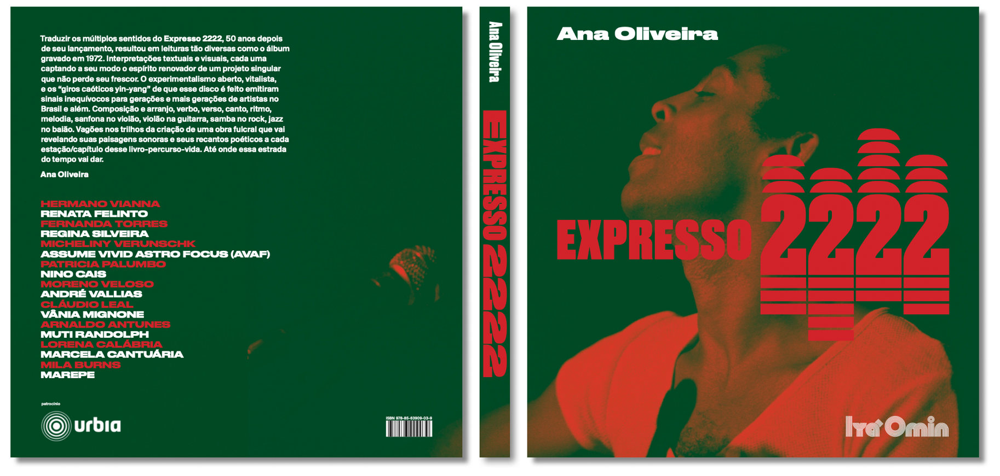 Traduzir os múltiplos sentidos do Expresso 2222, 50 anos depois
de seu lançamento, resultou em leituras tão diversas como o álbum
gravado em 1972. Interpretações textuais e visuais, cada uma
captando a seu modo o espírito renovador de um projeto singular
que não perde seu frescor. O experimentalismo aberto, vitalista,
e os “giros caóticos yin-yang” de que esse disco é feito emitiram
sinais inequívocos para gerações e mais gerações de artistas no
Brasil e além. Composição e arranjo, verbo, verso, canto, ritmo,
melodia, sanfona no violão, violão na guitarra, samba no rock, jazz
no baião. Vagões nos trilhos da criação de uma obra fulcral que vai
revelando suas paisagens sonoras e seus recantos poéticos a cada
estação/capítulo desse livro-percurso-vida. Até onde essa estrada
do tempo vai dar.
Ana Oliveira
HERMANO VIANNA
RENATA FELINTO
FERNANDA TORRES
REGINA SILVEIRA
MICHELINY VERUNSCHK
ASSUME VIVID ASTRO FOCUS (AVAF)
PATRICIA PALUMBO
NINO CAIS
MORENO VELOSO
ANDRÉ VALLIAS
CLÁUDIO LEAL
VÂNIA MIGNONE
ARNALDO ANTUNES
MUTI RANDOLPH
LORENA CALÁBRIA
MARCELA CANTUÁRIA
MILA BURNS
MAREPE
patrocínio
urbia
ISBN 978-85-63909-03-9
Ana Oliveira
EXPRESSO 2222
Ana Oliveira
EXPRESSO 2222
Iyá Omin